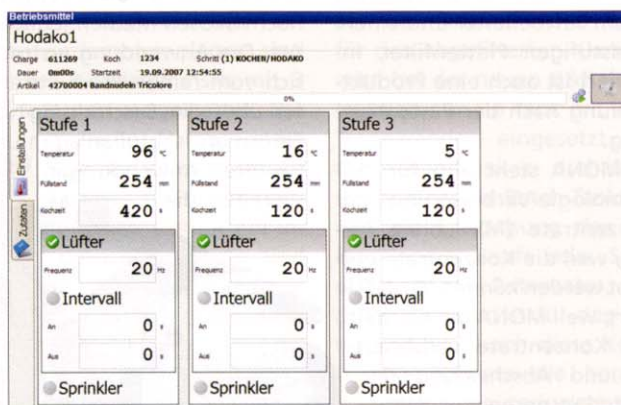 Betriebsmittel
Hodako1
Charge 611269 Koch 1234 Schritt (1) KOCHER/HODAKO
Dauer 0m00s Startzeit 19.09.2007 12:54:55
Artikel 42700004 Bandnudeln Tricolore
0%
Einstellungen
Zutaten
Stufe 1
Temperatur 96 °C
Füllstand 254 mm
Kochzeit 420 s
Lüfter
Frequenz 20 Hz
Intervall
An 0 s
Aus 0 s
Sprinkler
Stufe 2
Temperatur 16 °C
Füllstand 254 mm
Kochzeit 120 s
Lüfter
Frequenz 20 Hz
Intervall
An 0 s
Aus 0 s
Sprinkler
Stufe 3
Temperatur 5 °C
Füllstand 254 mm
Kochzeit 120 s
Lüfter
Frequenz 20 Hz
Intervall
An 0 s
Aus 0 s
Sprinkler